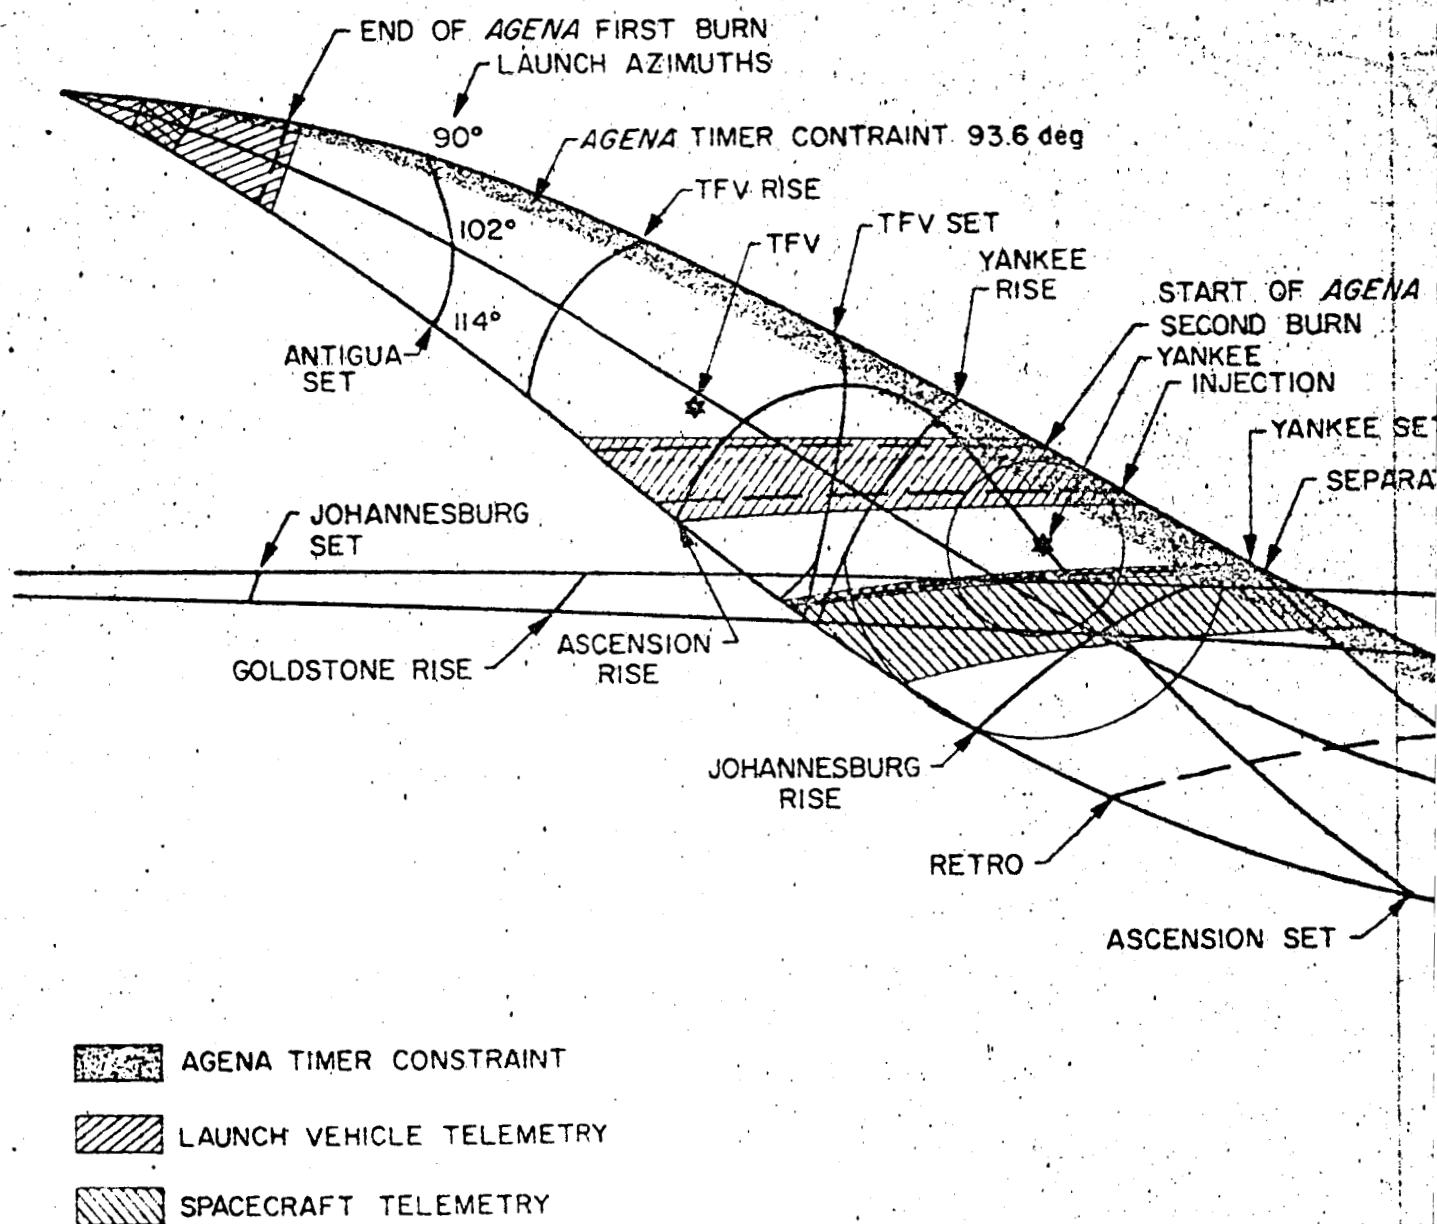 END OF AGENA FIRST BURN
LAUNCH AZIMUTHS
90°
AGENA TIMER CONTRAINT 93.6 deg
TFV RISE
102°
TFV
TFV SET
YANKEE
RISE
START OF AGENA
SECOND BURN
114°
ANTIGUA
SET
YANKEE
INJECTION
YANKEE SET
SEPARA
JOHANNESBURG
SET
GOLDSTONE RISE
ASCENSION
RISE
JOHANNESBURG
RISE
RETRO
ASCENSION SET
AGENA TIMER CONSTRAINT
LAUNCH VEHICLE TELEMETRY
SPACECRAFT TELEMETRY